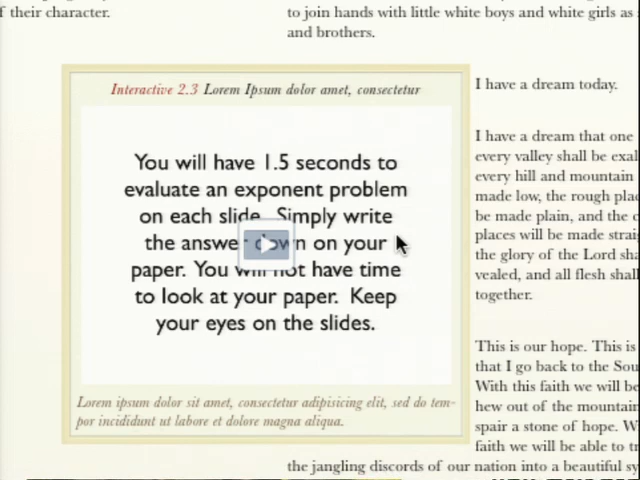 f their character.
to join hands with little white boys and white girls as
and brothers.
Interactive 2.3 Lorem Ipsum dolor amet, consectetur
You will have 1.5 seconds to
evaluate an exponent problem
on each slide. Simply write
the answer down on your
paper. You will not have time
to look at your paper. Keep
your eyes on the slides.
Lorem ipsum dolor sit amet, consectetur adipisicing elit, sed do tem-
por incididunt ut labore et dolore magna aliqua.
I have a dream today.
I have a dream that one
every valley shall be exal
every hill and mountain
made low, the rough plac
be made plain, and the c
places will be made strai
the glory of the Lord sha
vealed, and all flesh shall
together.
This is our hope. This is
that I go back to the Sou
With this faith we will be
hew out of the mountain
spair a stone of hope. W
faith we will be able to tr
the jangling discords of our nation into a beautiful sy